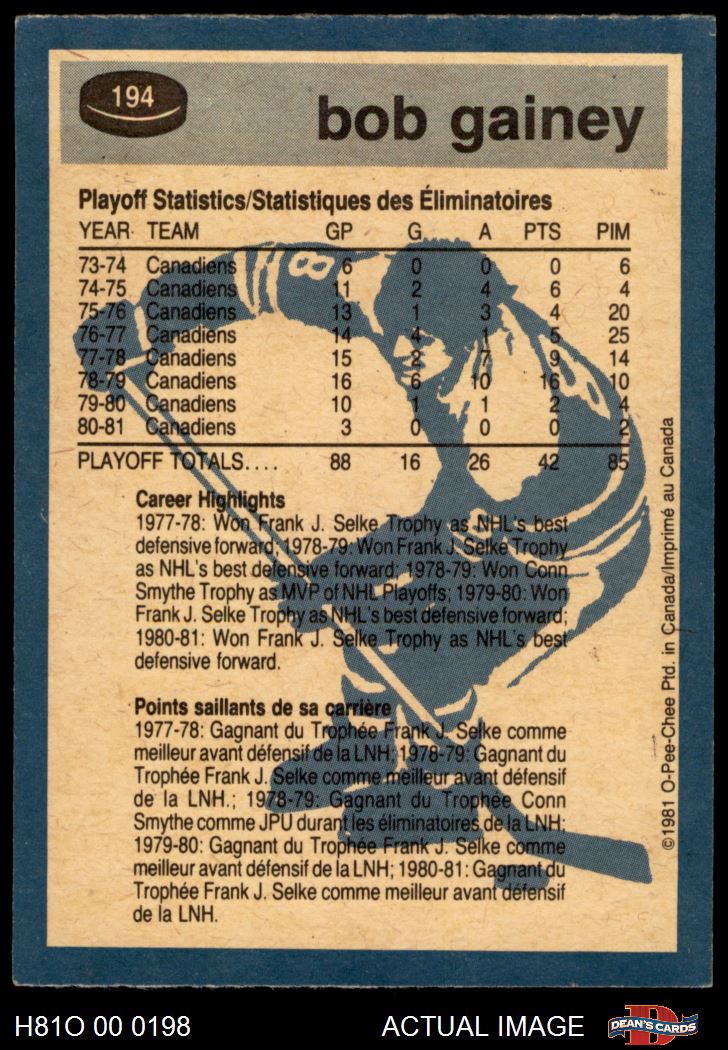 194
bob gainey
Playoff Statistics/Statistiques des Éliminatoires
YEAR TEAM GP G A PTS PIM
73-74 Canadiens 6 0 0 0 6
74-75 Canadiens 11 2 4 6 4
75-76 Canadiens 13 1 3 4 20
76-77 Canadiens 14 4 1 5 25
77-78 Canadiens 15 2 7 9 14
78-79 Canadiens 16 6 10 16 10
79-80 Canadiens 10 1 1 2 4
80-81 Canadiens 3 0 0 0 2
PLAYOFF TOTALS.... 88 16 26 42 85
Career Highlights
1977-78: Won Frank J. Selke Trophy as NHL's best
defensive forward; 1978-79: Won Frank J. Selke Trophy
as NHL's best defensive forward; 1978-79: Won Conn
Smythe Trophy as MVP of NHL Playoffs; 1979-80: Won
Frank J. Selke Trophy as NHL's best defensive forward;
1980-81: Won Frank J. Selke Trophy as NHL's best
defensive forward.
Points saillants de sa carrière
1977-78: Gagnant du Trophée Frank J. Selke comme
meilleur avant défensif de la LNH; 1978-79: Gagnant du
Trophée Frank J. Selke comme meilleur avant défensif
de la LNH.; 1978-79: Gagnant du Trophée Conn
Smythe comme JPU durant les éliminatoires de la LNH;
1979-80: Gagnant du Trophée Frank J. Selke comme
meilleur avant défensif de la LNH; 1980-81: Gagnant du
Trophée Frank J. Selke comme meilleur avant défensif
de la LNH.
©1981 O-Pee-Chee Ptd. in Canada/Imprimé au Canada
8
H81O 00 0198
ACTUAL IMAGE
D
DEAN'S CARDS